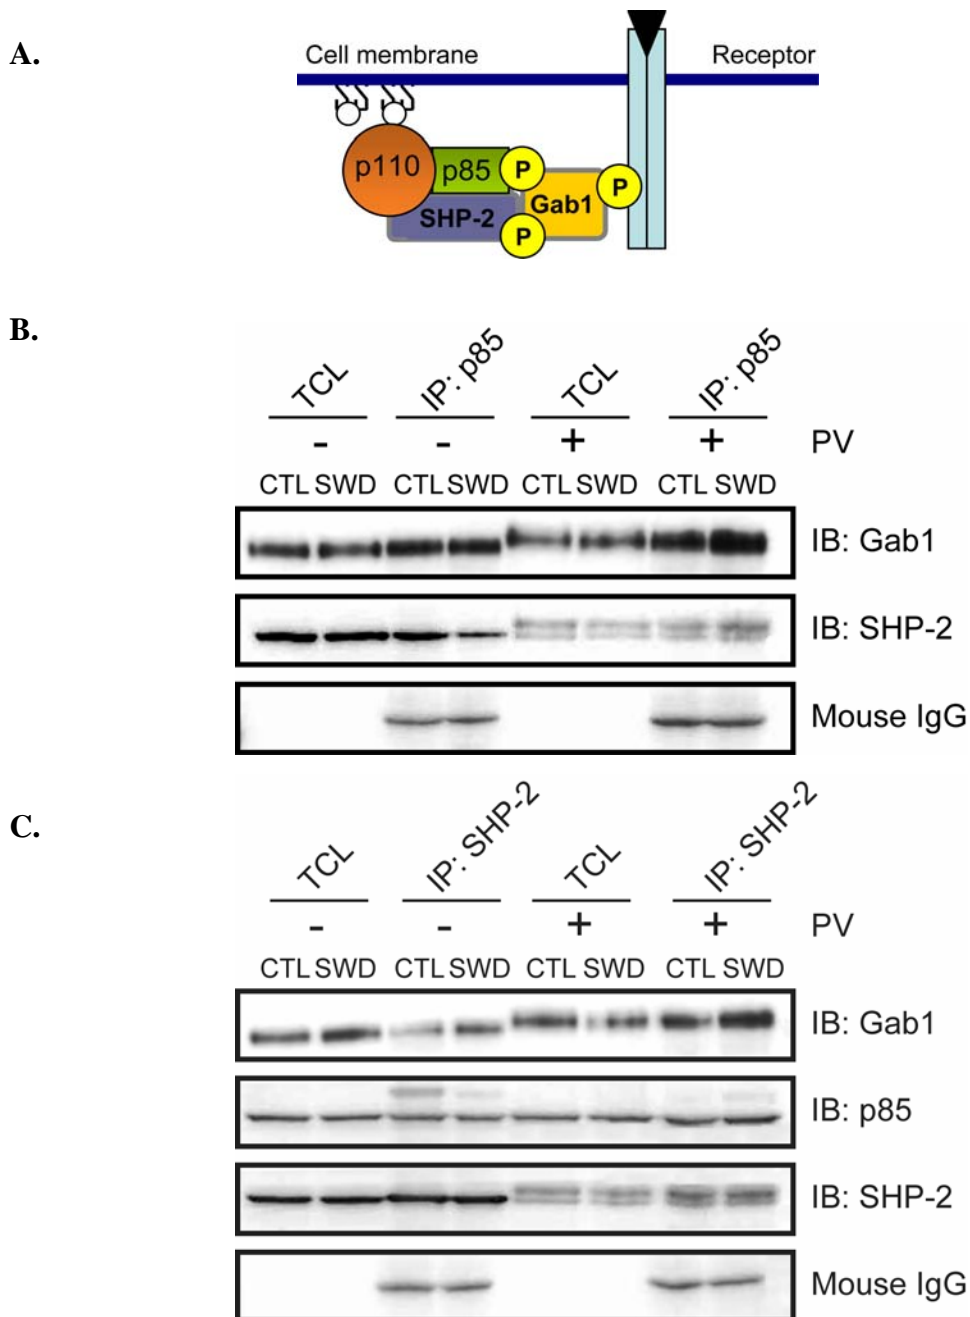 A.
Cell membrane Receptor
p110 p85 P P
SHP-2 Gab1
P
B.
TCL IP: p85 TCL IP: p85
- - + + PV
CTL SWD CTL SWD CTL SWD CTL SWD
IB: Gab1
IB: SHP-2
Mouse IgG
C.
TCL IP: SHP-2 TCL IP: SHP-2
- - + + PV
CTL SWD CTL SWD CTL SWD CTL SWD
IB: Gab1
IB: p85
IB: SHP-2
Mouse IgG